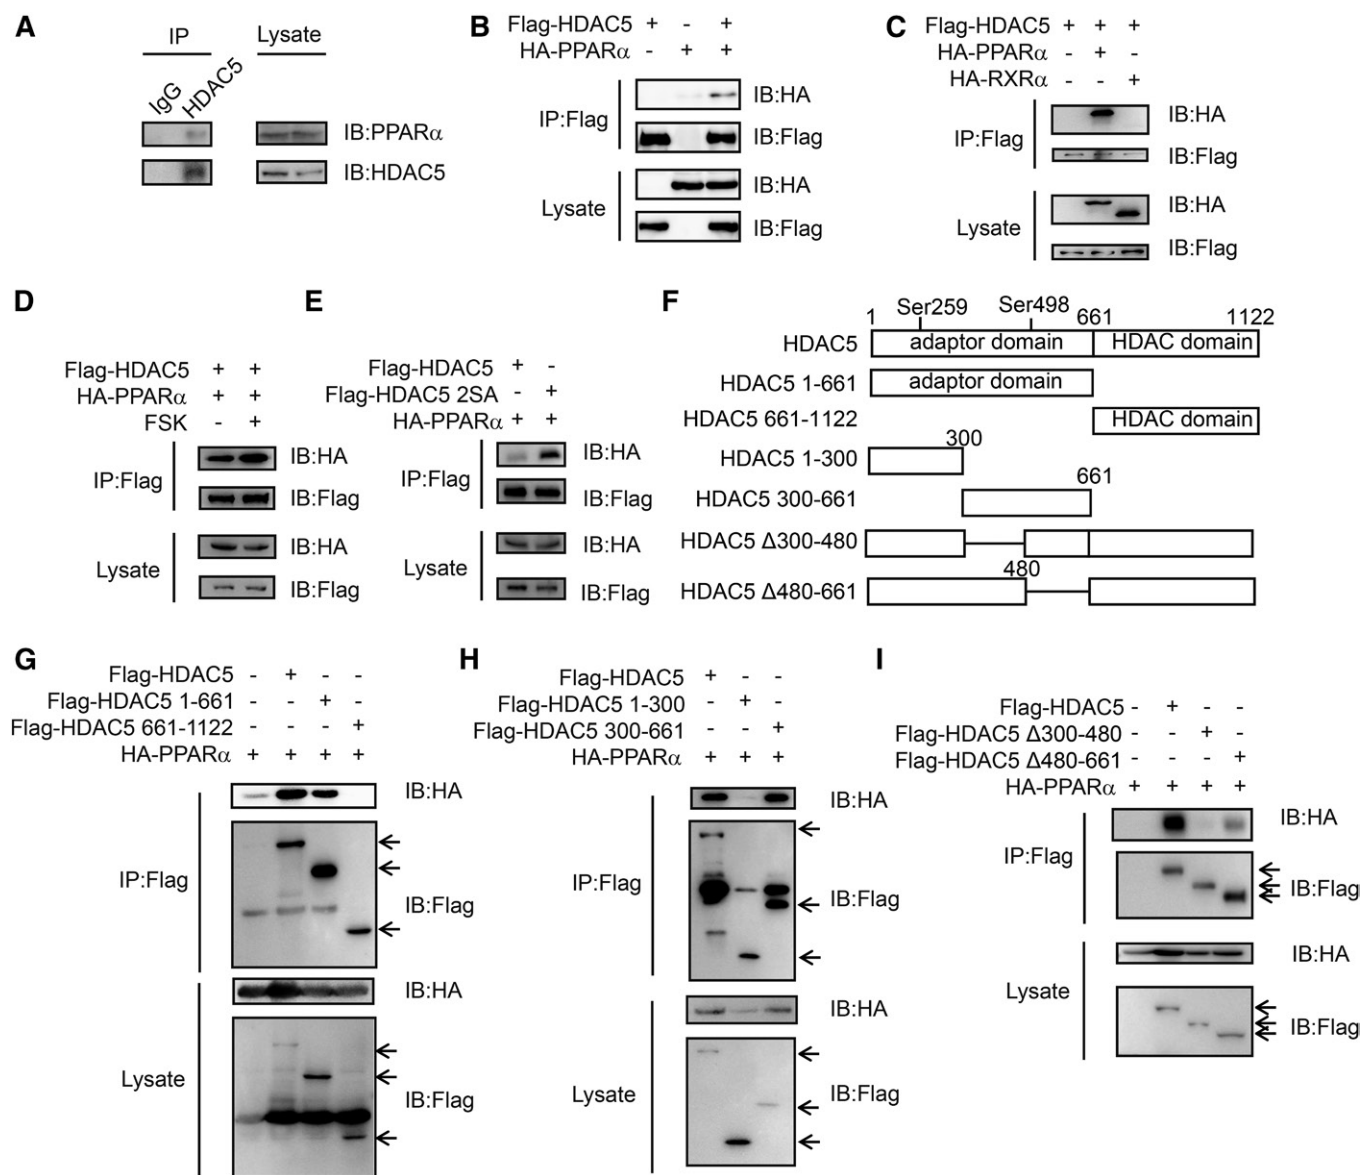 A
IP Lysate
IgG
HDAC5
IB:PPARα
IB:HDAC5
B
Flag-HDAC5 + - +
HA-PPARα - + +
IP:Flag
IB:HA
IB:Flag
Lysate
IB:HA
IB:Flag
C
Flag-HDAC5 + + +
HA-PPARα - + -
HA-RXRα - - +
IP:Flag
IB:HA
IB:Flag
Lysate
IB:HA
IB:Flag
D
Flag-HDAC5 + +
HA-PPARα + +
FSK - +
IP:Flag
IB:HA
IB:Flag
Lysate
IB:HA
IB:Flag
E
Flag-HDAC5 + -
Flag-HDAC5 2SA - +
HA-PPARα + +
IP:Flag
IB:HA
IB:Flag
Lysate
IB:HA
IB:Flag
F
1 Ser259 Ser498 661 1122
HDAC5 adaptor domain HDAC domain
HDAC5 1-661 adaptor domain
HDAC5 661-1122 HDAC domain
300
HDAC5 1-300
661
HDAC5 300-661
HDAC5 Δ300-480
480
HDAC5 Δ480-661
G
Flag-HDAC5 - + - -
Flag-HDAC5 1-661 - - + -
Flag-HDAC5 661-1122 - - - +
HA-PPARα + + + +
IP:Flag
IB:HA
IB:Flag
Lysate
IB:HA
IB:Flag
H
Flag-HDAC5 + - -
Flag-HDAC5 1-300 - + -
Flag-HDAC5 300-661 - - +
HA-PPARα + + +
IP:Flag
IB:HA
IB:Flag
Lysate
IB:HA
IB:Flag
I
Flag-HDAC5 - + - -
Flag-HDAC5 Δ300-480 - - + -
Flag-HDAC5 Δ480-661 - - - +
HA-PPARα + + + +
IP:Flag
IB:HA
IB:Flag
Lysate
IB:HA
IB:Flag